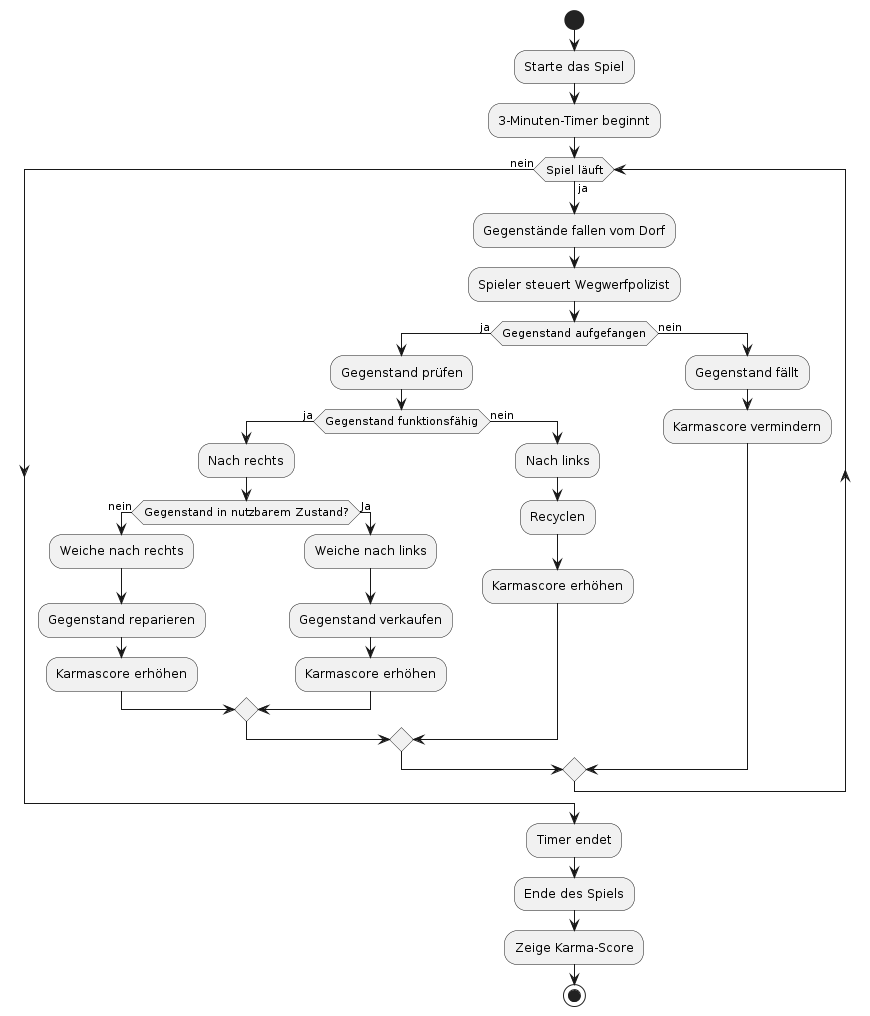 Starte das Spiel
3-Minuten-Timer beginnt
nein
Spiel läuft
ja
Gegenstände fallen vom Dorf
Spieler steuert Wegwerfpolizist
ja
Gegenstand aufgefangen
nein
Gegenstand prüfen
Gegenstand fällt
ja
Gegenstand funktionsfähig
nein
Karmascore vermindern
Nach rechts
Nach links
nein
Gegenstand in nutzbarem Zustand?
Ja
Recyclen
Weiche nach rechts
Weiche nach links
Karmascore erhöhen
Gegenstand reparieren
Gegenstand verkaufen
Karmascore erhöhen
Karmascore erhöhen
Timer endet
Ende des Spiels
Zeige Karma-Score